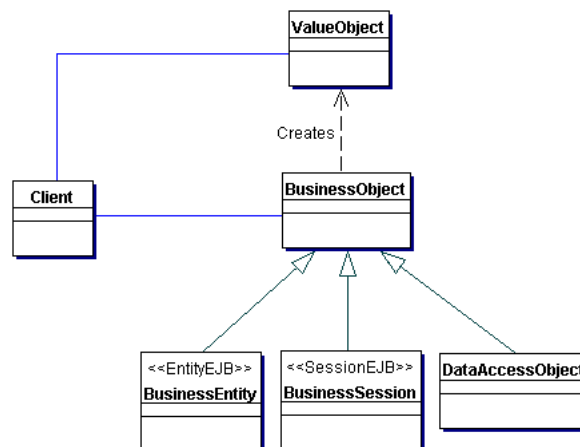 ValueObject
Creates
Client
BusinessObject
<<EntityEJB>>
BusinessEntity
<<SessionEJB>>
BusinessSession
DataAccessObject